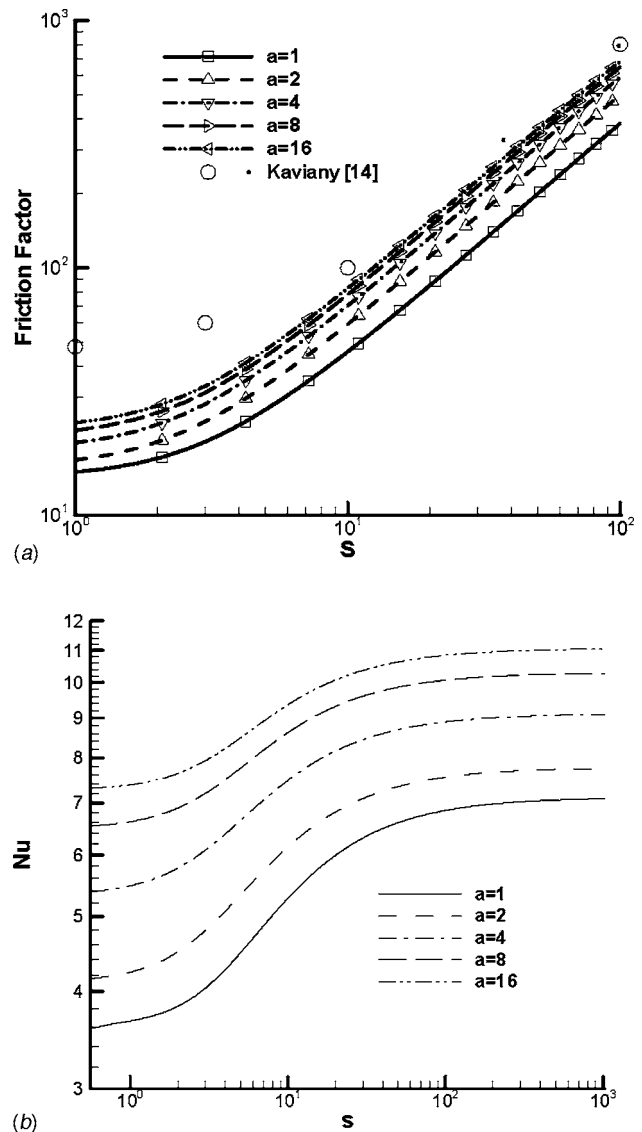 10³
a=1
a=2
a=4
a=8
a=16
Kaviany [14]
Friction Factor
10²
10¹
10⁰
10¹
10²
S
(a)
12
11
10
9
8
7
6
5
4
3
Nu
a=1
a=2
a=4
a=8
a=16
10⁰
10¹
10²
10³
s
(b)